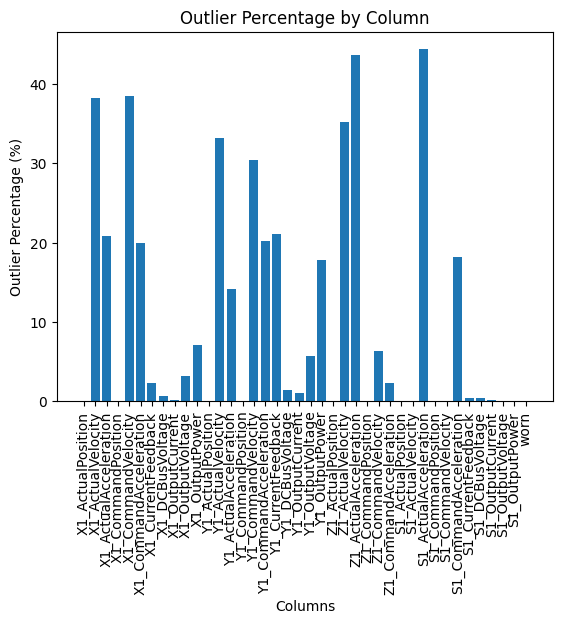 Outlier Percentage by Column
Outlier Percentage (%)
40
30
20
10
0
X1_ActualPosition
X1_ActualVelocity
X1_ActualAcceleration
X1_CommandPosition
X1_CommandVelocity
X1_CommandAcceleration
X1_CurrentFeedback
X1_DCBusVoltage
X1_OutputCurrent
X1_OutputVoltage
X1_OutputPower
Y1_ActualPosition
Y1_ActualVelocity
Y1_ActualAcceleration
Y1_CommandPosition
Y1_CommandVelocity
Y1_CommandAcceleration
Y1_CurrentFeedback
Y1_DCBusVoltage
Y1_OutputCurrent
Y1_OutputVoltage
Y1_OutputPower
Z1_ActualPosition
Z1_ActualVelocity
Z1_ActualAcceleration
Z1_CommandPosition
Z1_CommandVelocity
Z1_CommandAcceleration
S1_ActualPosition
S1_ActualVelocity
S1_ActualAcceleration
S1_CommandPosition
S1_CommandVelocity
S1_CommandAcceleration
S1_CurrentFeedback
S1_DCBusVoltage
S1_OutputCurrent
S1_OutputVoltage
S1_OutputPower
worn
Columns